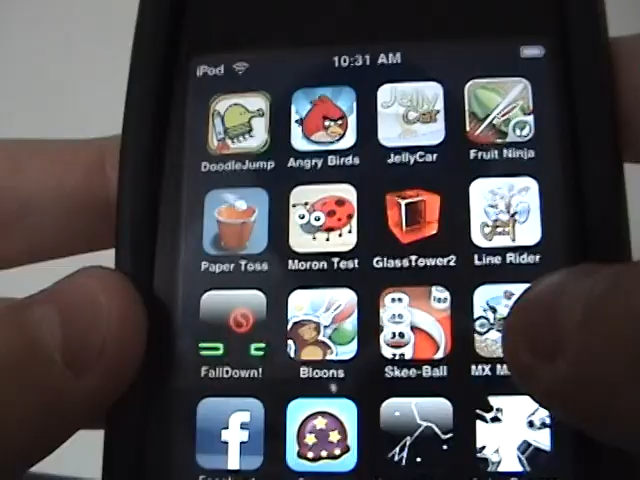 iPod 10:31 AM
DoodleJump Angry Birds JellyCar Fruit Ninja
Paper Toss Moron Test GlassTower2 Line Rider
FallDown! Bloons Skee-Ball MX